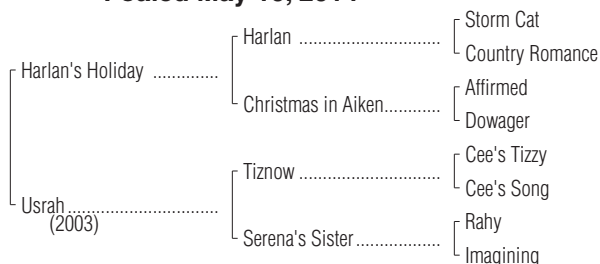 Foaled May
Storm Cat
Harlan
Country Romance
Harlan's Holiday
Affirmed
Christmas in Aiken
Dowager
Cee's Tizzy
Tiznow
Cee's Song
Usrah
(2003)
Rahy
Serena's Sister
Imagining